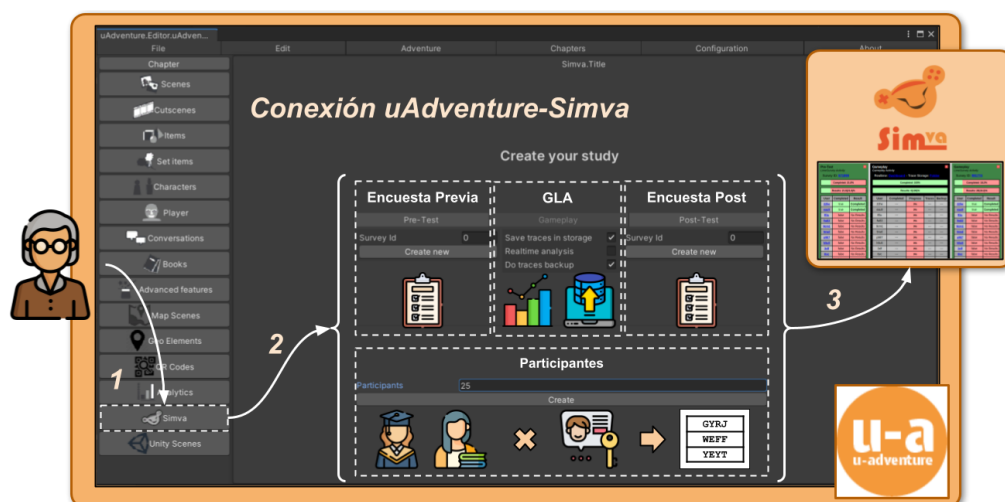 uAdventure.Editor.uAdven...
File Edit Adventure Chapters Configuration About
Chapter
Simva.Title
Scenes
Cutscenes
Items
Set items
Characters
Player
Conversations
Books
Advanced features
Map Scenes
Geo Elements
QR Codes
Analytics
Simva
Unity Scenes
1
2
3
Conexión uAdventure-Simva
Create your study
Encuesta Previa
Pre-Test
Survey Id 0
Create new
GLA
Gameplay
Save traces in storage
Realtime analysis
Do traces backup
Encuesta Post
Post-Test
Survey Id 0
Create new
Participantes
Participants 25
Create
GYRJ
WEFF
YEYT
Simva
u-a
u-adventure